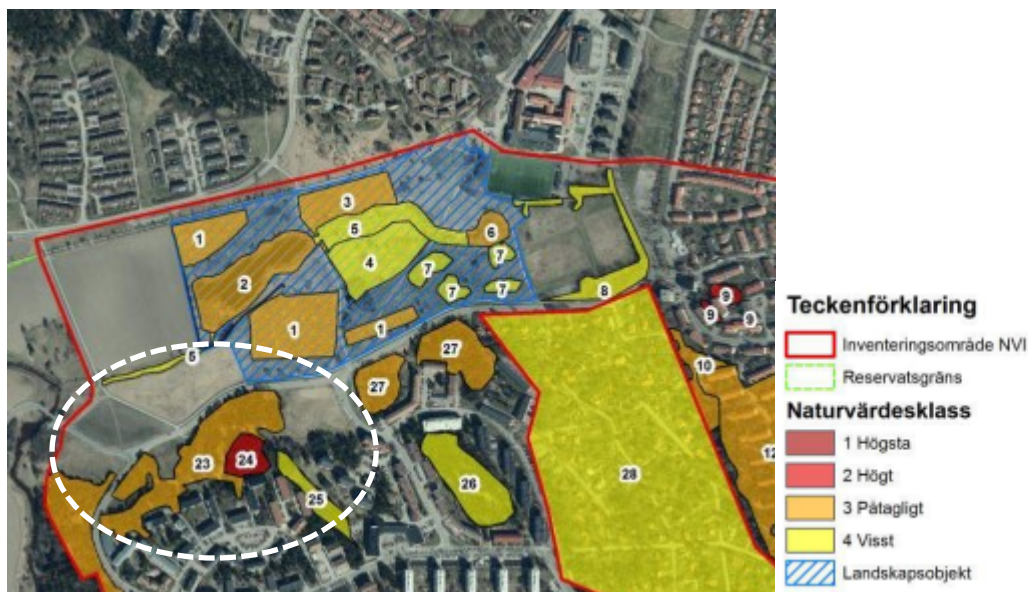 3
1
5
6
4
7
7
2
7
7
8
9
9
9
1
1
5
27
10
27
12
23
24
26
28
25
Teckenförklaring
Inventeringsområde NVI
Reservatsgräns
Naturvärdesklass
1 Högsta
2 Högt
3 Påtagligt
4 Visst
Landskapsobjekt